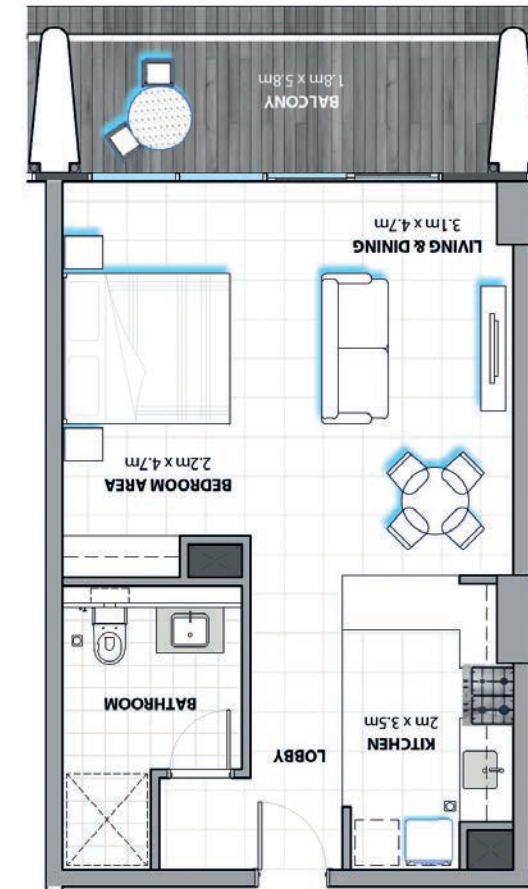 LOBBY
KITCHEN
2m x 3.5m
BATHROOM
BEDROOM AREA
2.2m x 4.7m
LIVING & DINING
3.1m x 4.7m
BALCONY
1.8m x 5.8m